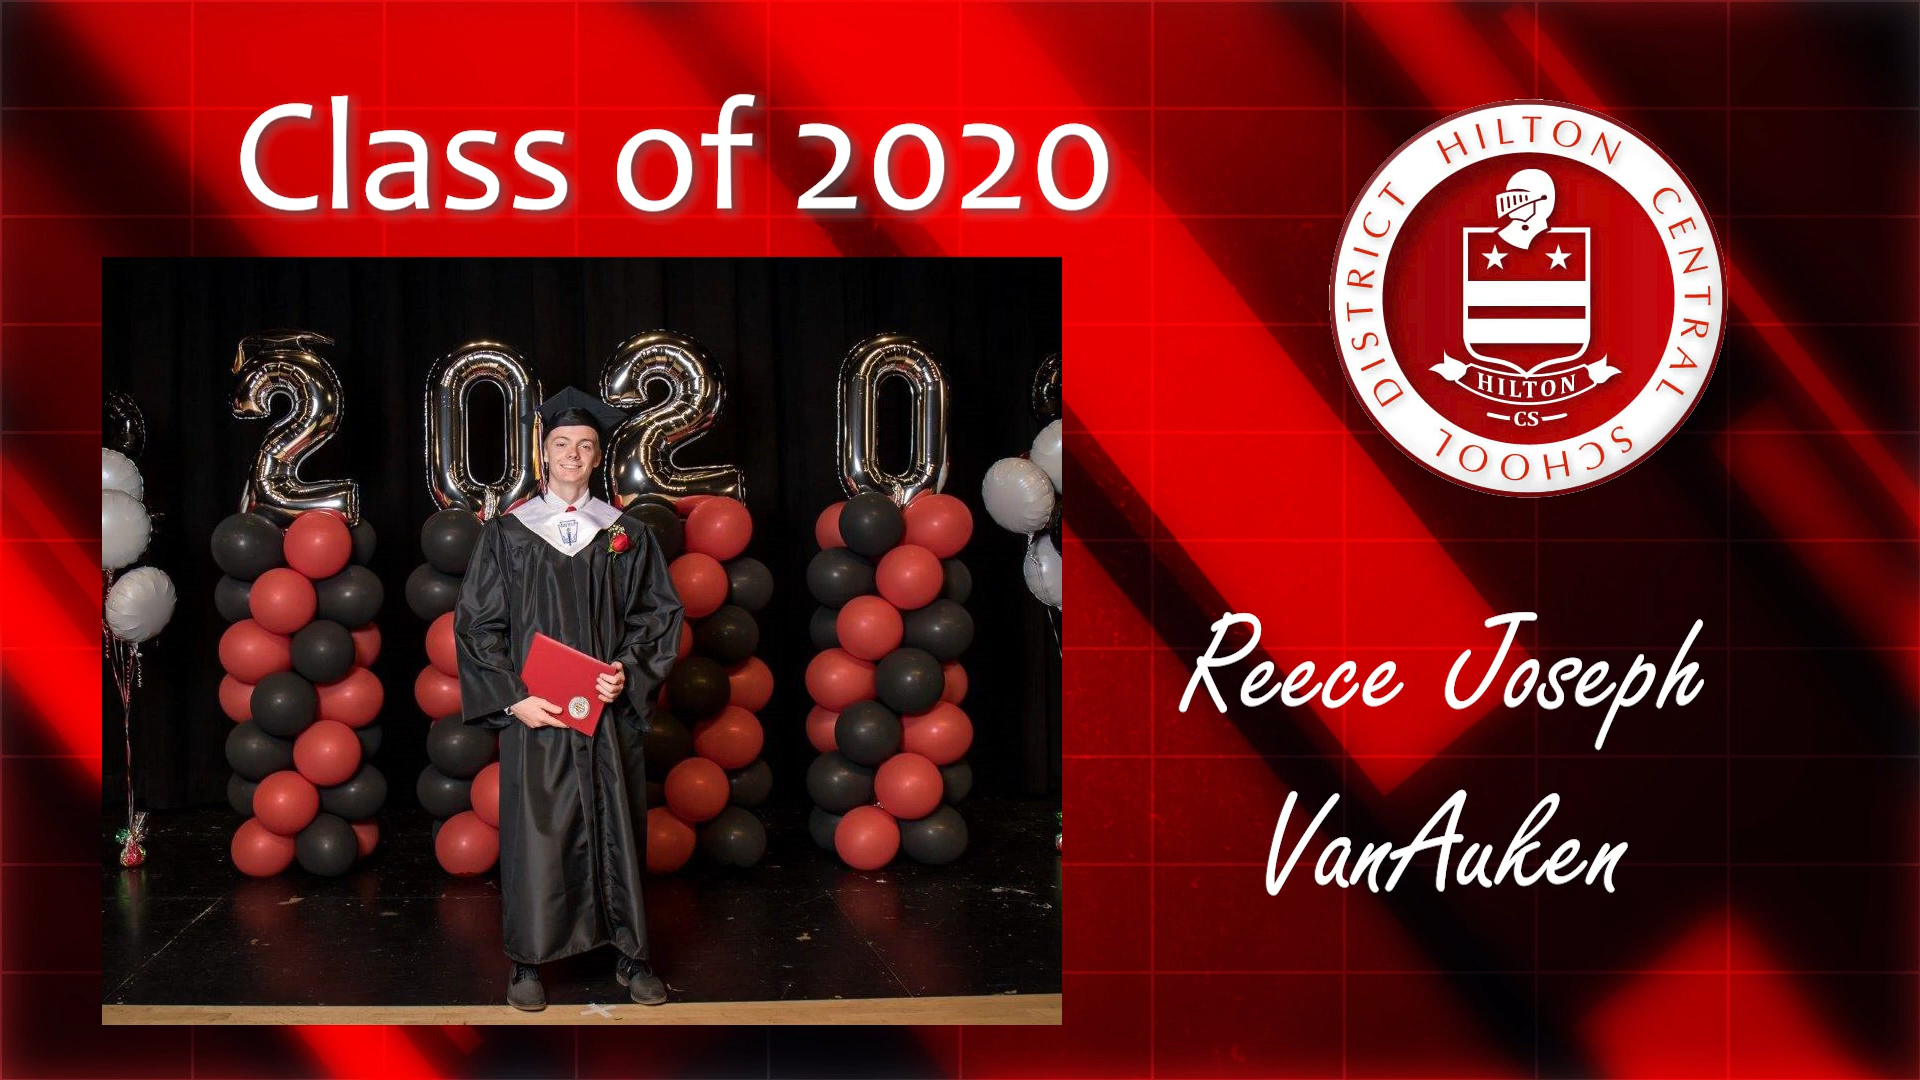 Class of 2020
HILTON CENTRAL SCHOOL DISTRICT
HILTON
CS
2020
Reece Joseph
VanAuken